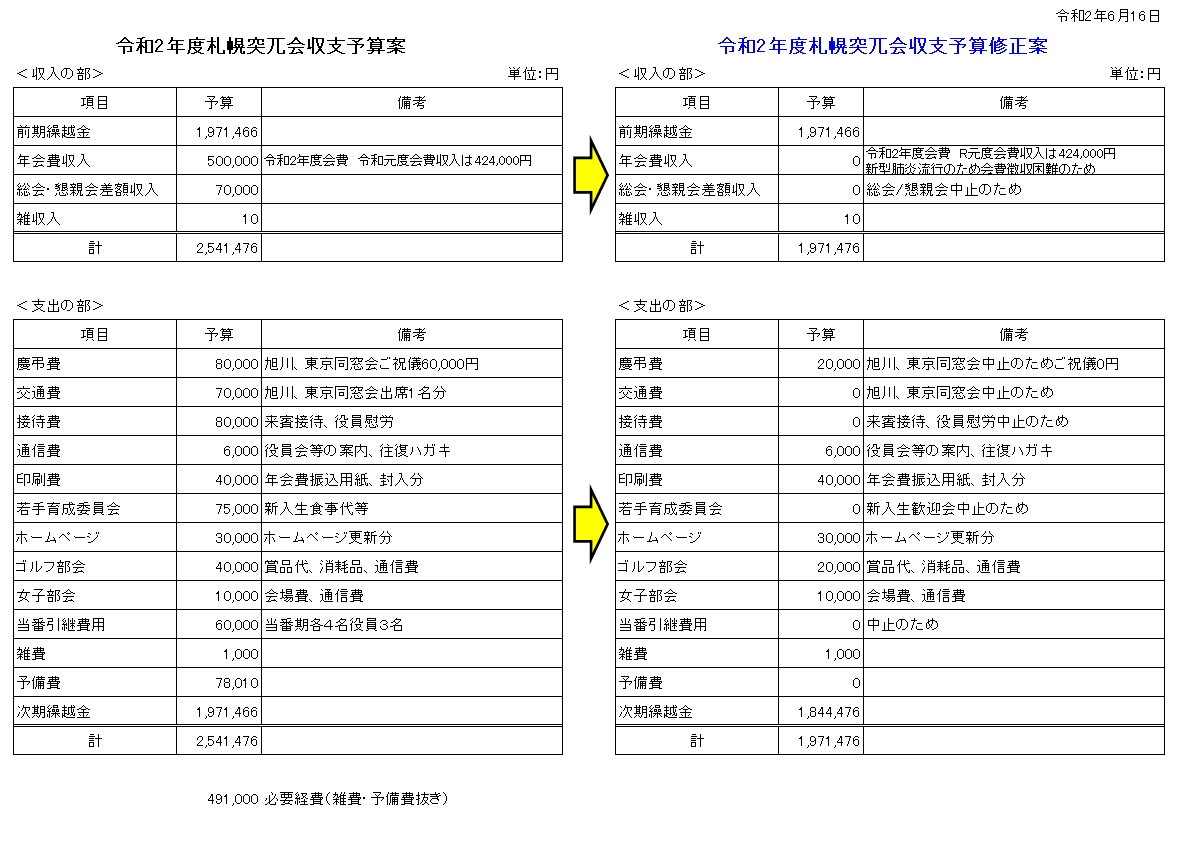 令和2年6月16日
令和2年度札幌突兀会収支予算案
＜収入の部＞ 単位：円
項目 予算 備考
前期繰越金 1,971,466
年会費収入 500,000 令和2年度会費　令和元度会費収入は424,000円
総会・懇親会差額収入 70,000
雑収入 10
計 2,541,476
＜支出の部＞
項目 予算 備考
慶弔費 80,000 旭川、東京同窓会ご祝儀60,000円
交通費 70,000 旭川、東京同窓会出席1名分
接待費 80,000 来賓接待、役員慰労
通信費 6,000 役員会等の案内、往復ハガキ
印刷費 40,000 年会費振込用紙、封入分
若手育成委員会 75,000 新入生食事代等
ホームページ 30,000 ホームページ更新分
ゴルフ部会 40,000 賞品代、消耗品、通信費
女子部会 10,000 会場費、通信費
当番引継費用 60,000 当番期各4名役員3名
雑費 1,000
予備費 78,010
次期繰越金 1,971,466
計 2,541,476
491,000 必要経費（雑費・予備費抜き）
令和2年度札幌突兀会収支予算修正案
＜収入の部＞ 単位：円
項目 予算 備考
前期繰越金 1,971,466
年会費収入 0 令和2年度会費　R元度会費収入は424,000円
新型肺炎流行のため会費徴収困難のため
総会・懇親会差額収入 0 総会/懇親会中止のため
雑収入 10
計 1,971,476
＜支出の部＞
項目 予算 備考
慶弔費 20,000 旭川、東京同窓会中止のためご祝儀0円
交通費 0 旭川、東京同窓会中止のため
接待費 0 来賓接待、役員慰労中止のため
通信費 6,000 役員会等の案内、往復ハガキ
印刷費 40,000 年会費振込用紙、封入分
若手育成委員会 0 新入生歓迎会中止のため
ホームページ 30,000 ホームページ更新分
ゴルフ部会 20,000 賞品代、消耗品、通信費
女子部会 10,000 会場費、通信費
当番引継費用 0 中止のため
雑費 1,000
予備費 0
次期繰越金 1,844,476
計 1,971,476